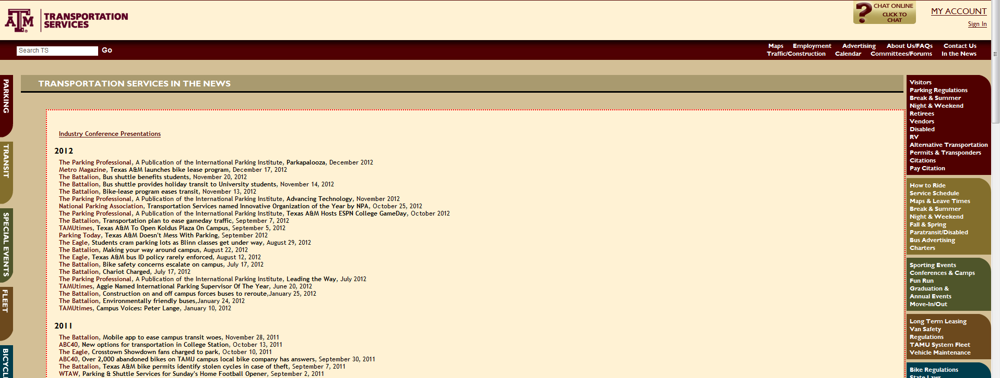 ATM
TRANSPORTATION
SERVICES
?
CHAT ONLINE
CLICK TO
CHAT
MY ACCOUNT
Sign In
Search TS
Go
Maps Employment Advertising About Us/FAQs Contact Us
Traffic/Construction Calendar Committees/Forums In the News
PARKING
TRANSIT
SPECIAL EVENTS
FLEET
TRANSPORTATION SERVICES IN THE NEWS
Industry Conference Presentations
2012
The Parking Professional, A Publication of the International Parking Institute, Parkapalooza, December 2012
Metro Magazine, Texas A&M launches bike lease program, December 17, 2012
The Battalion, Bus shuttle benefits students, November 20, 2012
The Battalion, Bus shuttle provides holiday transit to University students, November 14, 2012
The Battalion, Bike-lease program eases transit, November 13, 2012
The Parking Professional, A Publication of the International Parking Institute, Advancing Technology, November 2012
National Parking Association, Transportation Services named Innovative Organization of the Year by NPA, October 25, 2012
The Parking Professional, A Publication of the International Parking Institute, Texas A&M Hosts ESPN College GameDay, October 2012
The Battalion, Transportation plan to ease gameday traffic, September 7, 2012
TAMUtimes, Texas A&M To Open Koldus Plaza On Campus, September 5, 2012
Parking Today, Texas A&M Doesn't Mess With Parking, September 2012
The Eagle, Students cram parking lots as Blinn classes get under way, August 29, 2012
The Battalion, Making your way around campus, August 22, 2012
The Eagle, Texas A&M bus ID policy rarely enforced, August 12, 2012
The Battalion, Bike safety concerns escalate on campus, July 17, 2012
The Battalion, Chariot Charged, July 17, 2012
The Parking Professional, A Publication of the International Parking Institute, Leading the Way, July 2012
TAMUtimes, Aggie Named International Parking Supervisor Of The Year, June 20, 2012
The Battalion, Construction on and off campus forces buses to reroute,January 25, 2012
The Battalion, Environmentally friendly buses,January 24, 2012
TAMUtimes, Campus Voices: Peter Lange, January 10, 2012
2011
The Battalion, Mobile app to ease campus transit woes, November 28, 2011
ABC40, New options for transportation in College Station, October 13, 2011
The Eagle, Crosstown Showdown fans charged to park, October 10, 2011
ABC40, Over 2,000 abandoned bikes on TAMU campus local bike company has answers, September 30, 2011
The Battalion, Texas A&M bike permits identify stolen cycles in case of theft, September 7, 2011
WTAW, Parking & Shuttle Services for Sunday's Home Football Opener, September 2, 2011
Visitors
Parking Regulations
Break & Summer
Night & Weekend
Retirees
Vendors
Disabled
RV
Alternative Transportation
Permits & Transponders
Citations
Pay Citation
How to Ride
Service Schedule
Maps & Leave Times
Break & Summer
Night & Weekend
Fall & Spring
Paratransit/Disabled
Bus Advertising
Charters
Sporting Events
Conferences & Camps
Fun Run
Graduation &
Annual Events
Move-In/Out
Long Term Leasing
Van Safety
Regulations
TAMU System Fleet
Vehicle Maintenance
Bike Regulations
State Laws